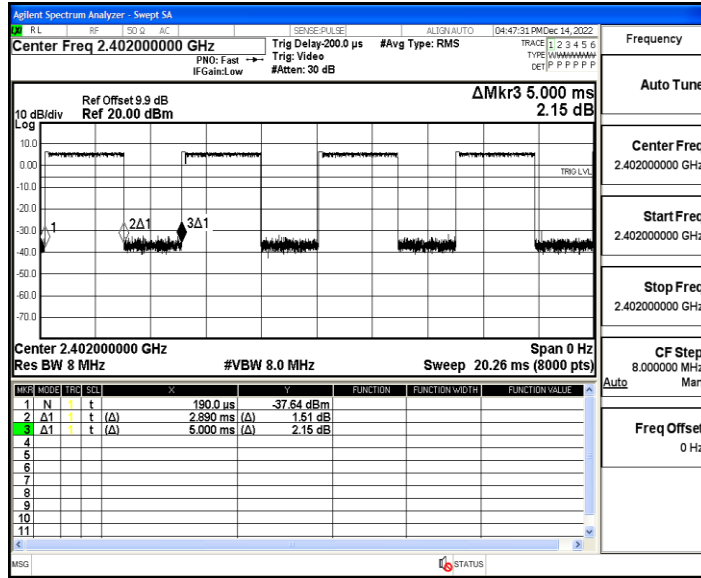 Agilent Spectrum Analyzer - Swept SA
LXI RL RF 50 Ω AC SENSE:PULSE ALIGN AUTO 04:47:31 PM Dec 14, 2022
Center Freq 2.402000000 GHz
PNO: Fast
IFGain:Low
Trig Delay-200.0 µs
Trig: Video
#Atten: 30 dB
#Avg Type: RMS
TRACE 1 2 3 4 5 6
TYPE WWWWWW
DET P P P P P P
Frequency
Auto Tune
Center Freq
2.402000000 GHz
Start Freq
2.402000000 GHz
Stop Freq
2.402000000 GHz
CF Step
8.000000 MHz
Auto Man
Freq Offset
0 Hz
ΔMkr3 5.000 ms
2.15 dB
Ref Offset 9.9 dB
10 dB/div Ref 20.00 dBm
Log
10.0
0.00
-10.0
-20.0
-30.0
-40.0
-50.0
-60.0
-70.0
TRIG LVL
1
2Δ1
3Δ1
Center 2.402000000 GHz Span 0 Hz
Res BW 8 MHz #VBW 8.0 MHz Sweep 20.26 ms (8000 pts)
MKR MODE TRC SCL X Y FUNCTION FUNCTION WIDTH FUNCTION VALUE
1 N 1 t 190.0 µs -37.64 dBm
2 Δ1 1 t (Δ) 2.890 ms (Δ) 1.51 dB
3 Δ1 1 t (Δ) 5.000 ms (Δ) 2.15 dB
4
5
6
7
8
9
10
11
MSG STATUS